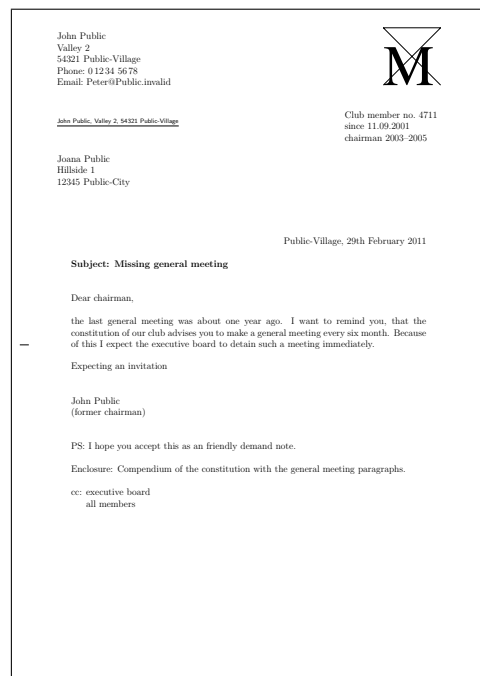 John Public
Valley 2
54321 Public-Village
Phone: 0 12 34 56 78
Email: Peter@Public.invalid
M
John Public, Valley 2, 54321 Public-Village
Club member no. 4711
since 11.09.2001
chairman 2003–2005
Joana Public
Hillside 1
12345 Public-City
Public-Village, 29th February 2011
Subject: Missing general meeting
Dear chairman,
the last general meeting was about one year ago. I want to remind you, that the
constitution of our club advises you to make a general meeting every six month. Because
of this I expect the executive board to detain such a meeting immediately.
Expecting an invitation
John Public
(former chairman)
PS: I hope you accept this as an friendly demand note.
Enclosure: Compendium of the constitution with the general meeting paragraphs.
cc: executive board
all members